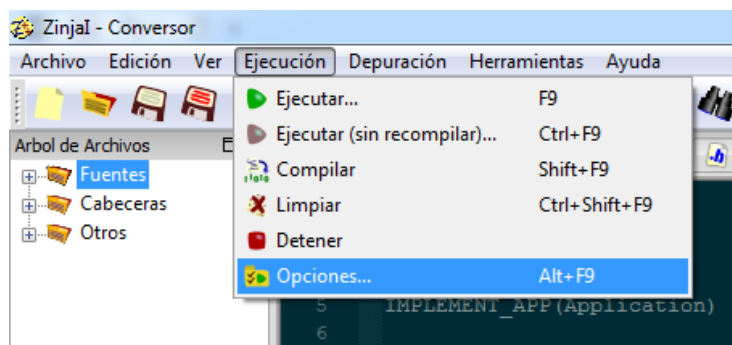 ZinjaI - Conversor
Archivo Edición Ver Ejecución Depuración Herramientas Ayuda
Ejecutar... F9
Ejecutar (sin recompilar)... Ctrl+F9
Compilar Shift+F9
Limpiar Ctrl+Shift+F9
Detener
Opciones... Alt+F9
Arbol de Archivos
Fuentes
Cabeceras
Otros
.h
5 IMPLEMENT_APP(Application)
6